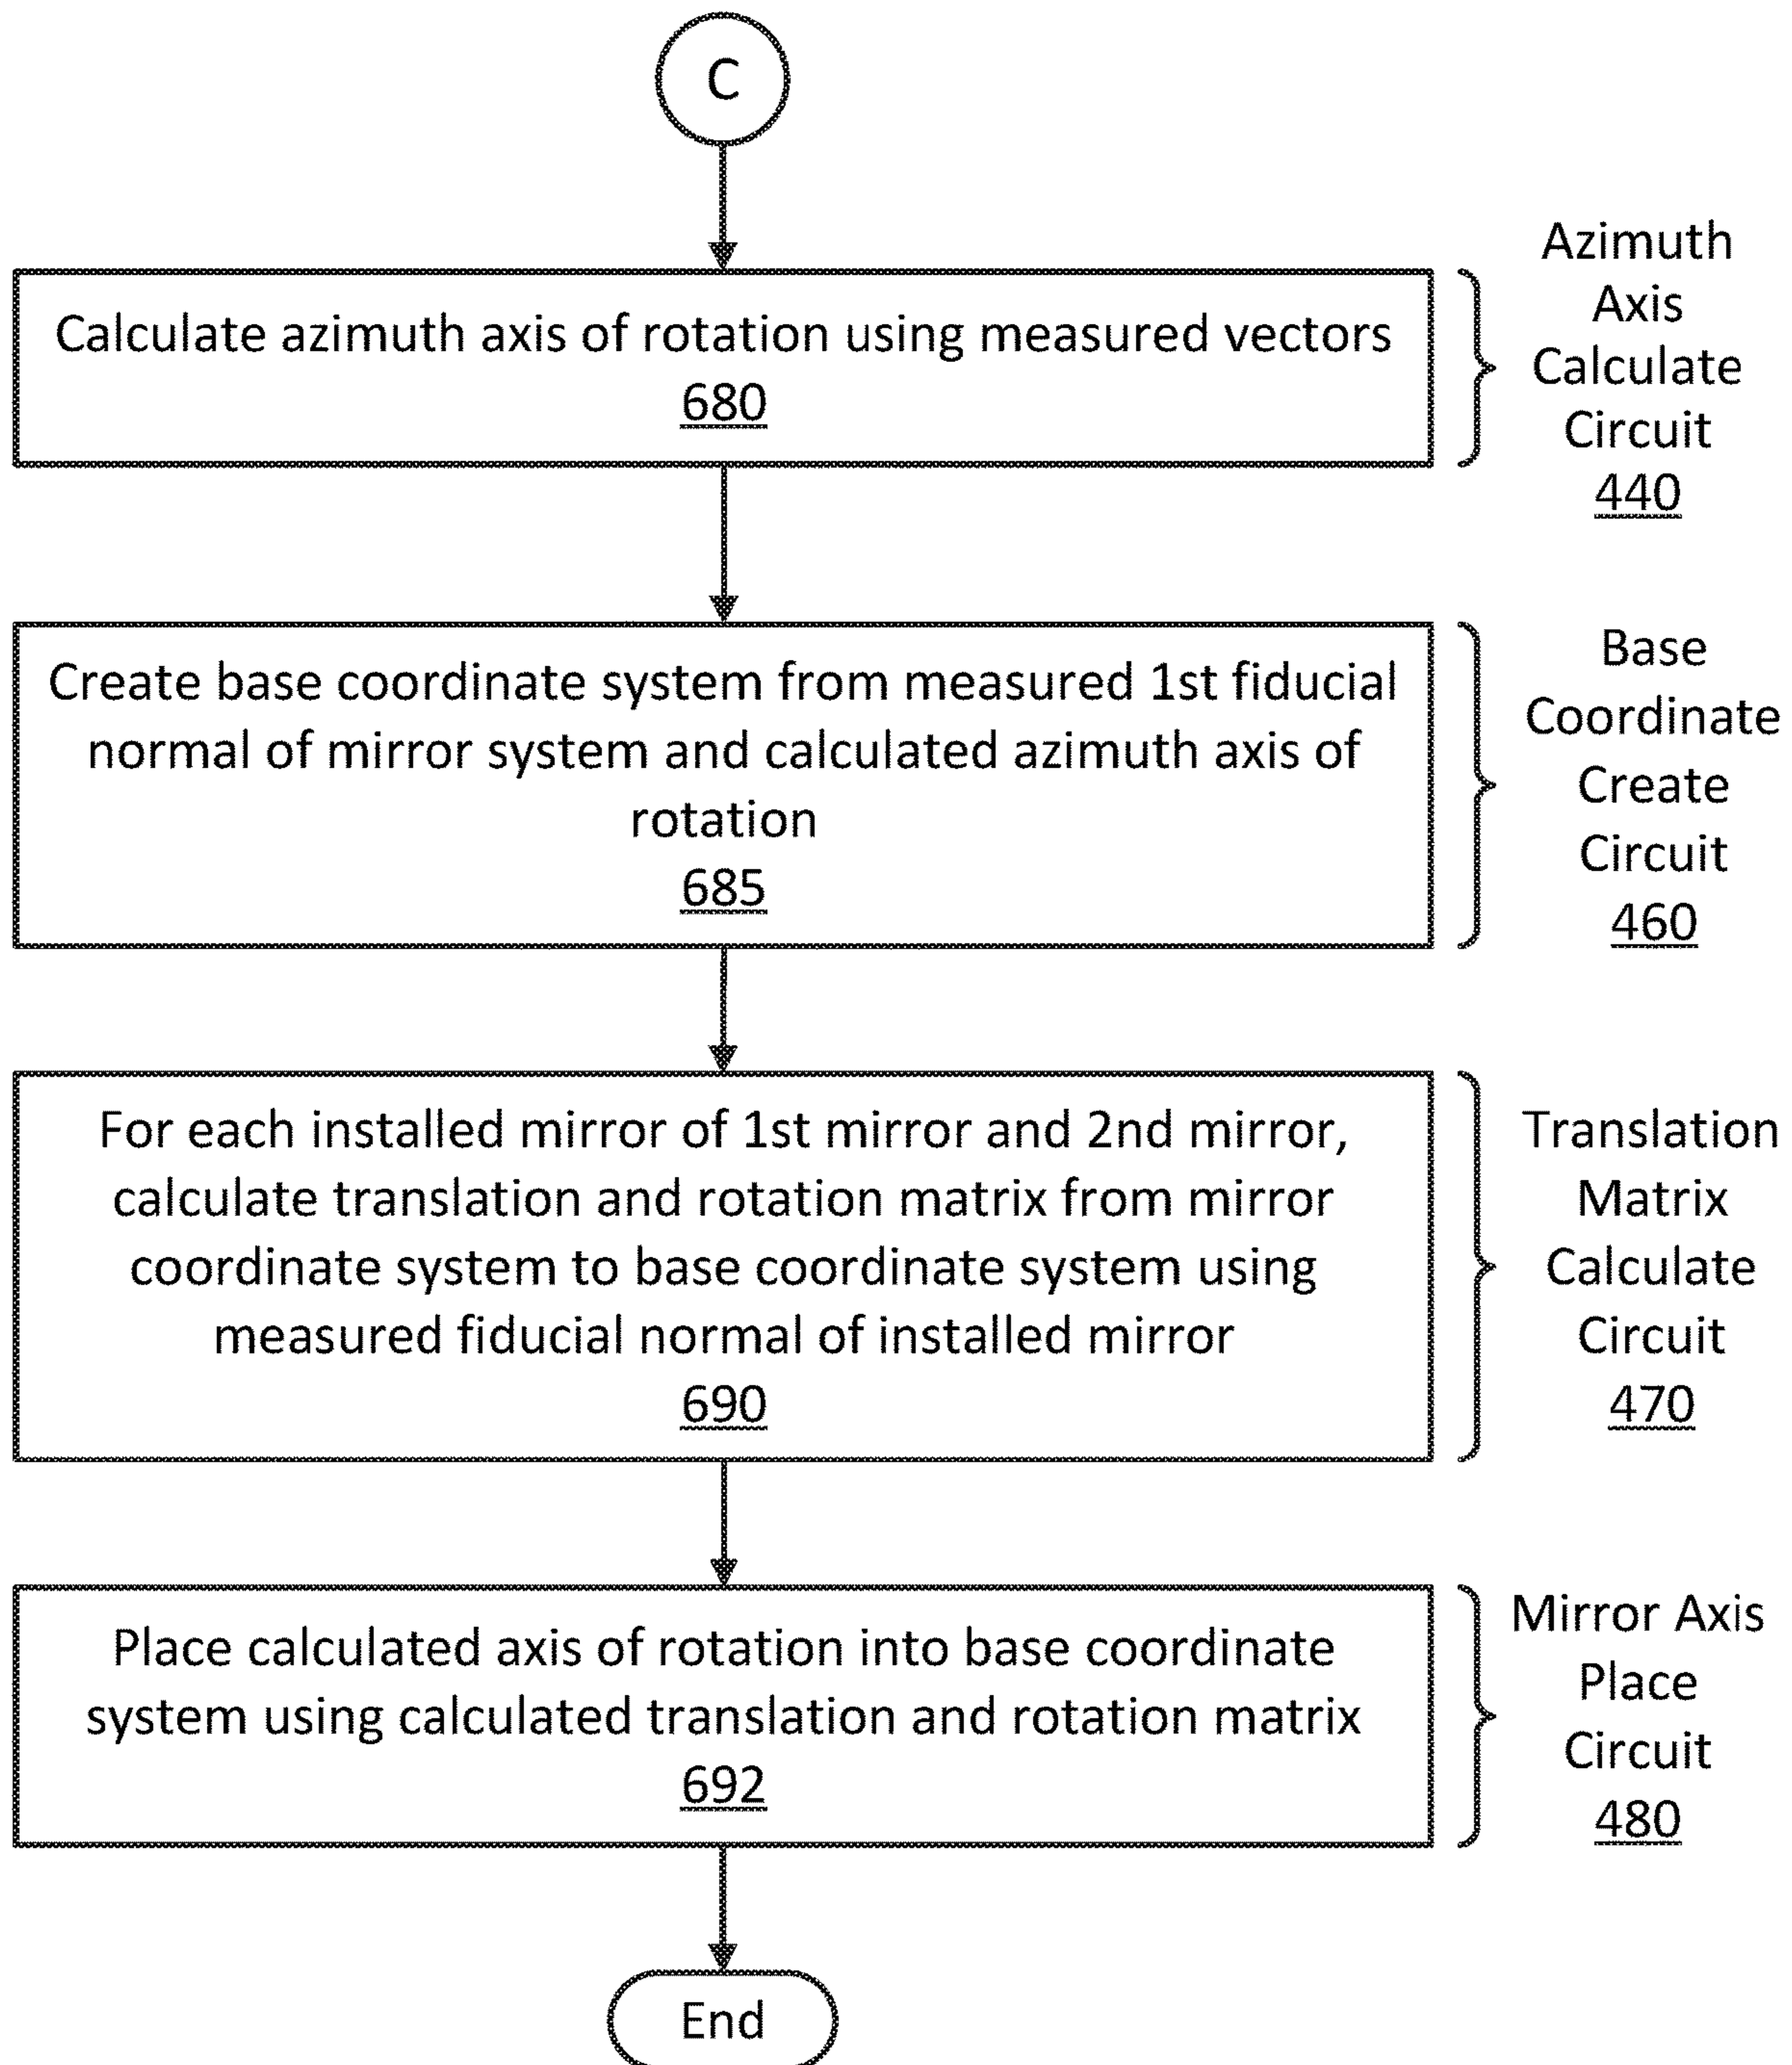 C
Calculate azimuth axis of rotation using measured vectors
680
Azimuth
Axis
Calculate
Circuit
440
Create base coordinate system from measured 1st fiducial
normal of mirror system and calculated azimuth axis of
rotation
685
Base
Coordinate
Create
Circuit
460
For each installed mirror of 1st mirror and 2nd mirror,
calculate translation and rotation matrix from mirror
coordinate system to base coordinate system using
measured fiducial normal of installed mirror
690
Translation
Matrix
Calculate
Circuit
470
Place calculated axis of rotation into base coordinate
system using calculated translation and rotation matrix
692
Mirror Axis
Place
Circuit
480
End